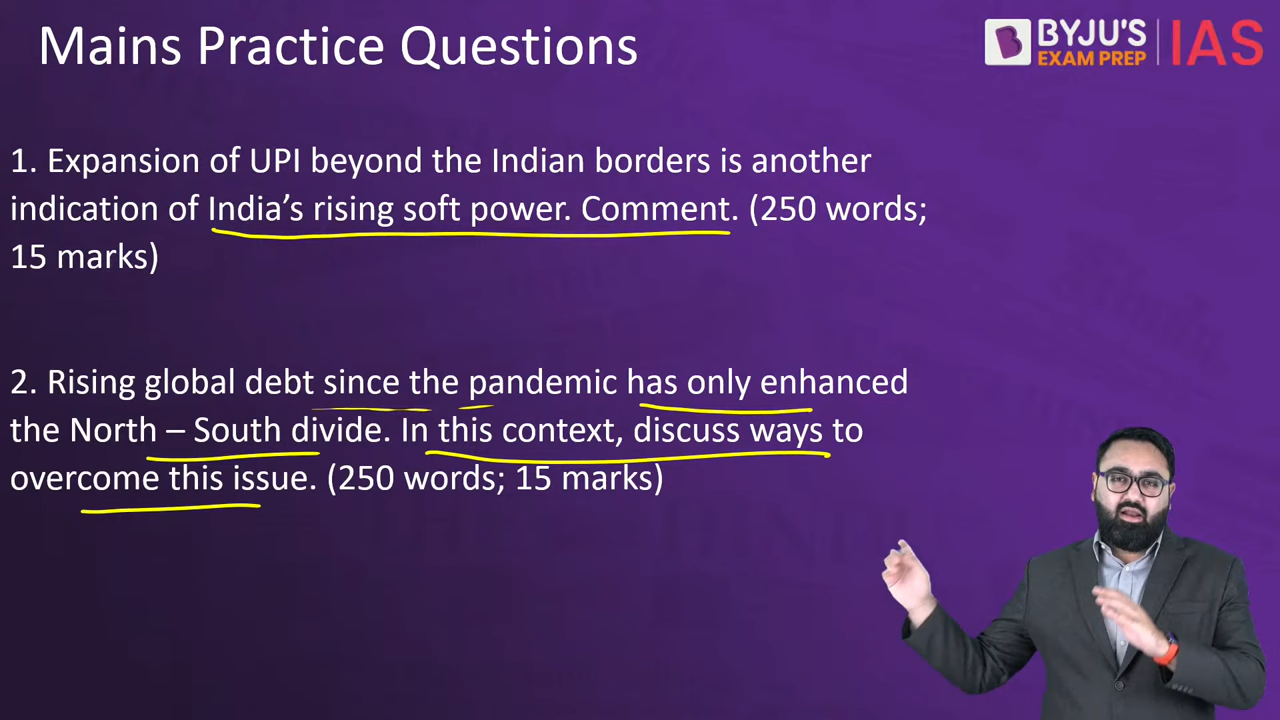 Mains Practice Questions
BYJU'S
EXAM PREP
IAS
1. Expansion of UPI beyond the Indian borders is another
indication of India’s rising soft power. Comment. (250 words;
15 marks)
2. Rising global debt since the pandemic has only enhanced
the North – South divide. In this context, discuss ways to
overcome this issue. (250 words; 15 marks)